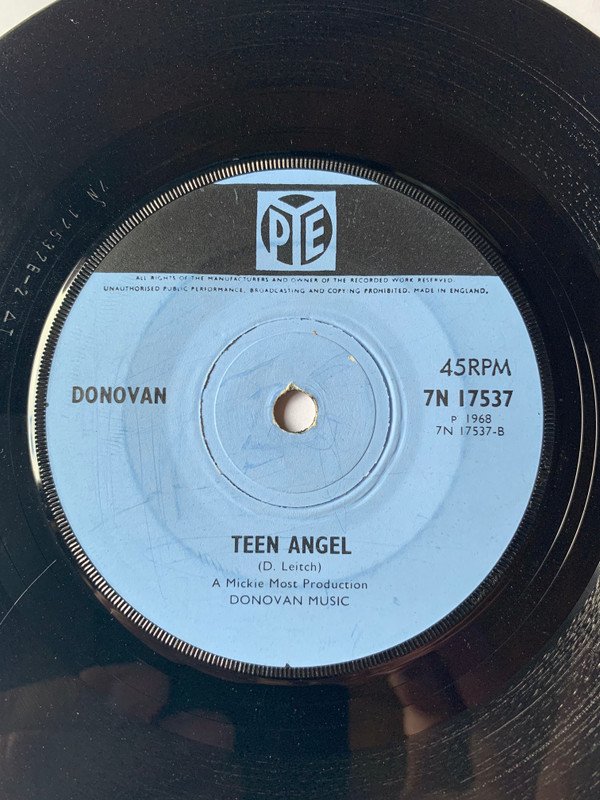 PYE
ALL RIGHTS OF THE MANUFACTURERS AND OWNER OF THE RECORDED WORK RESERVED.
UNAUTHORISED PUBLIC PERFORMANCE, BROADCASTING AND COPYING PROHIBITED. MADE IN ENGLAND.
DONOVAN
45RPM
7N 17537
P 1968
7N 17537-B
TEEN ANGEL
(D. Leitch)
A Mickie Most Production
DONOVAN MUSIC